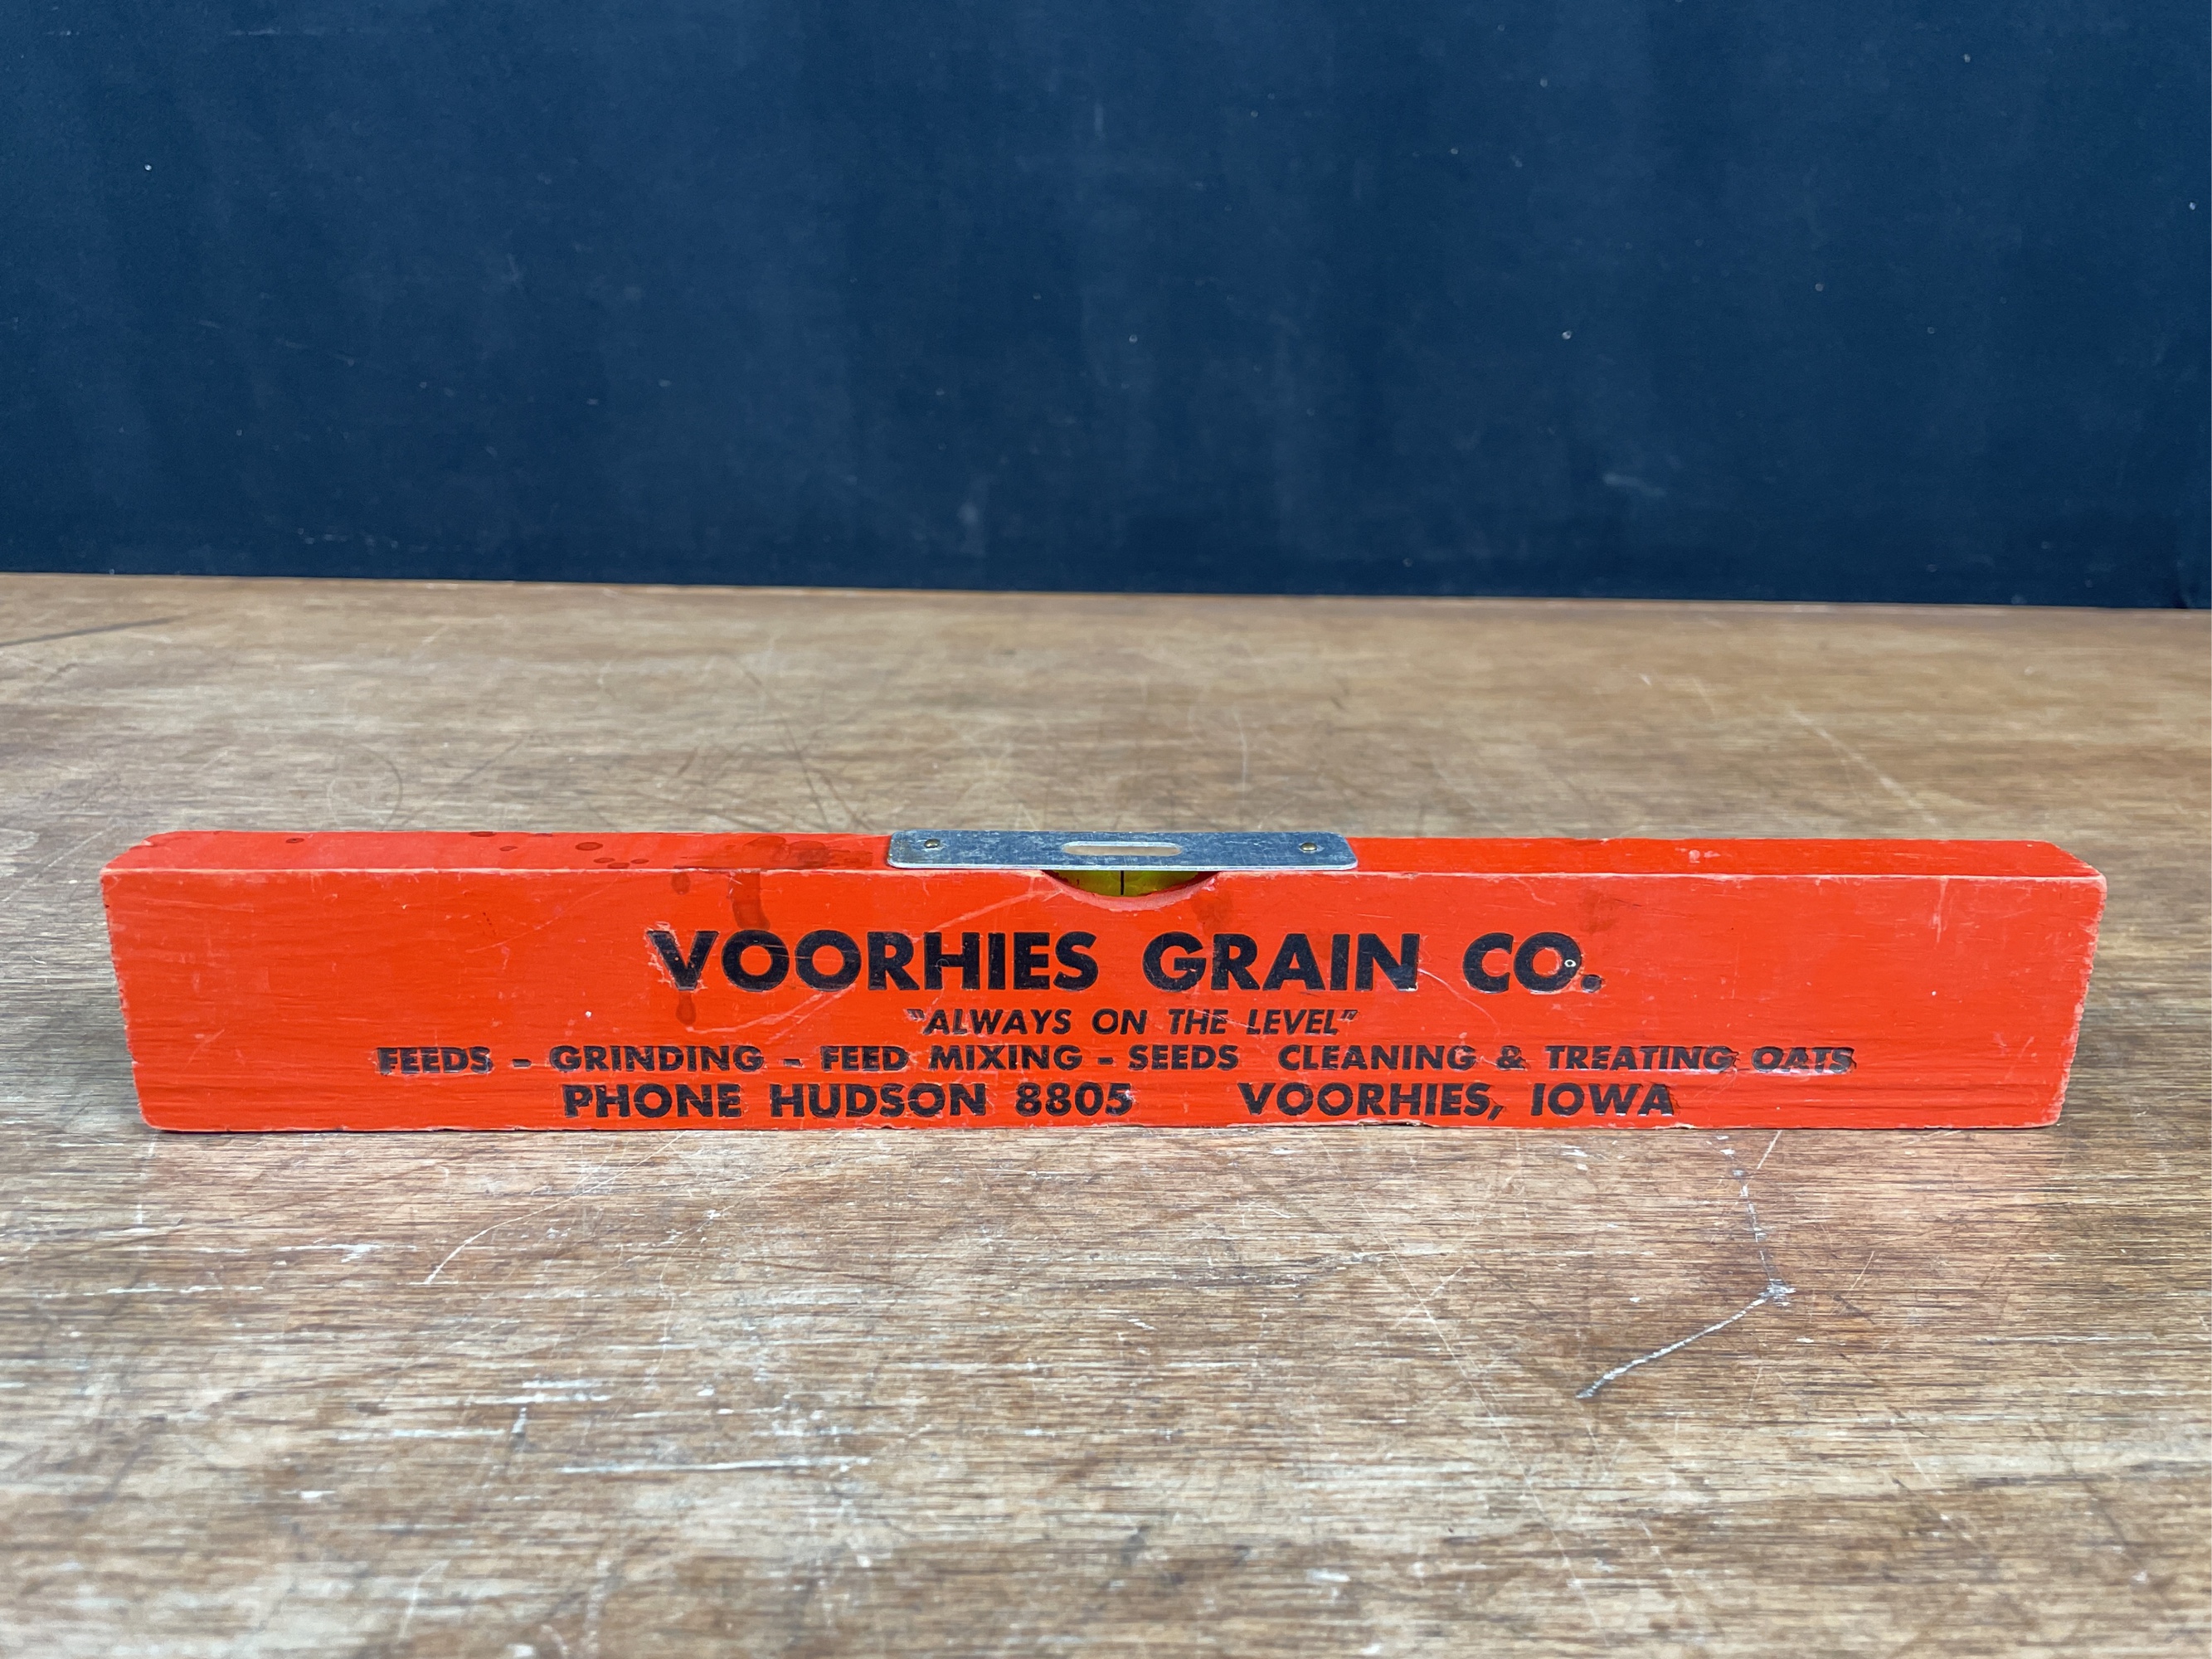 VOORHIES GRAIN CO.
"ALWAYS ON THE LEVEL"
FEEDS - GRINDING - FEED MIXING - SEEDS CLEANING & TREATING OATS
PHONE HUDSON 8805 VOORHIES, IOWA